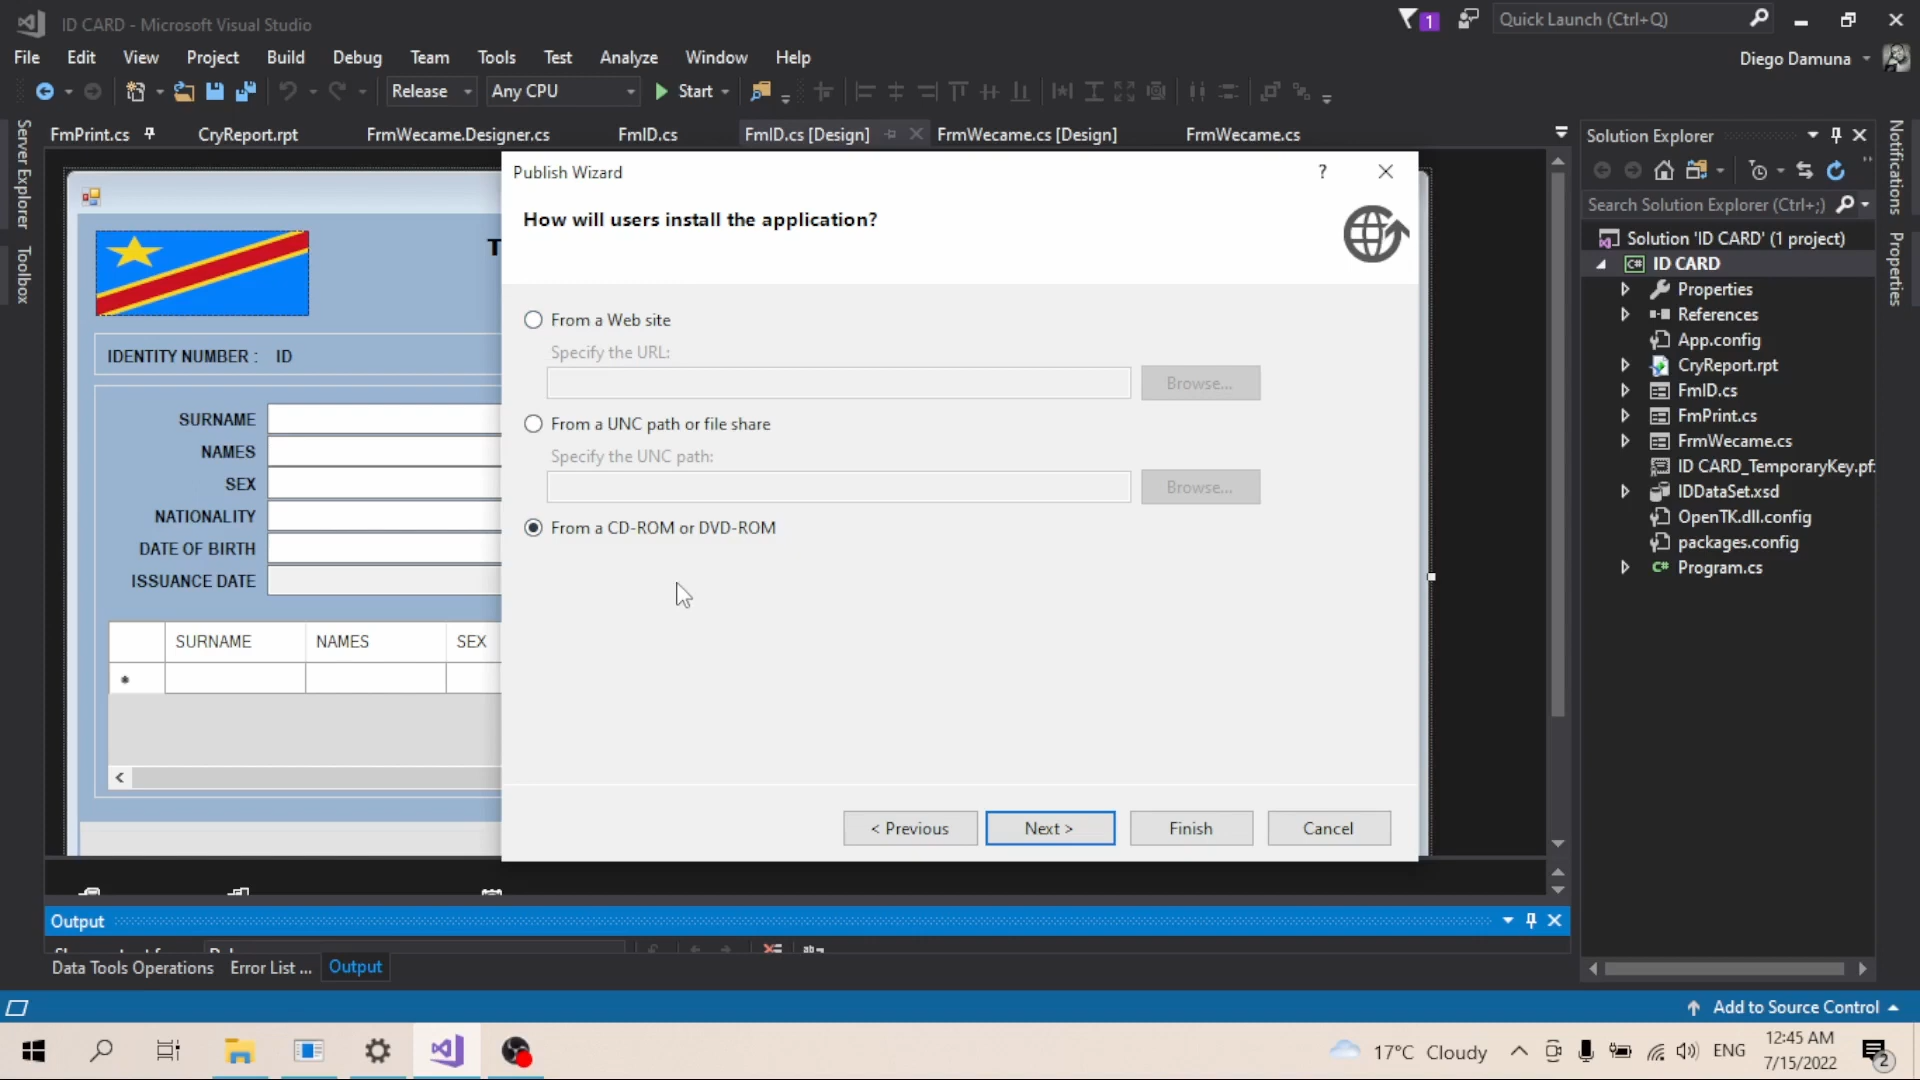 ID CARD - Microsoft Visual Studio
1
Quick Launch (Ctrl+Q)
File Edit View Project Build Debug Team Tools Test Analyze Window Help
Diego Damuna
Release
Any CPU
Start
Server Explorer
Toolbox
FmPrint.cs
CryReport.rpt
FrmWecame.Designer.cs
FmID.cs
FmID.cs [Design]
FrmWecame.cs [Design]
FrmWecame.cs
T
IDENTITY NUMBER : ID
SURNAME
NAMES
SEX
NATIONALITY
DATE OF BIRTH
ISSUANCE DATE
SURNAME NAMES SEX
Publish Wizard
?
How will users install the application?
From a Web site
Specify the URL:
Browse...
From a UNC path or file share
Specify the UNC path:
Browse...
From a CD-ROM or DVD-ROM
< Previous
Next >
Finish
Cancel
Solution Explorer
Search Solution Explorer (Ctrl+;)
Solution 'ID CARD' (1 project)
C# ID CARD
Properties
References
App.config
CryReport.rpt
FmID.cs
FmPrint.cs
FrmWecame.cs
ID CARD_TemporaryKey.pf
IDDataSet.xsd
OpenTK.dll.config
packages.config
C# Program.cs
Notifications
Properties
Output
Data Tools Operations
Error List ...
Output
Add to Source Control
17°C Cloudy
ENG
12:45 AM
7/15/2022
2